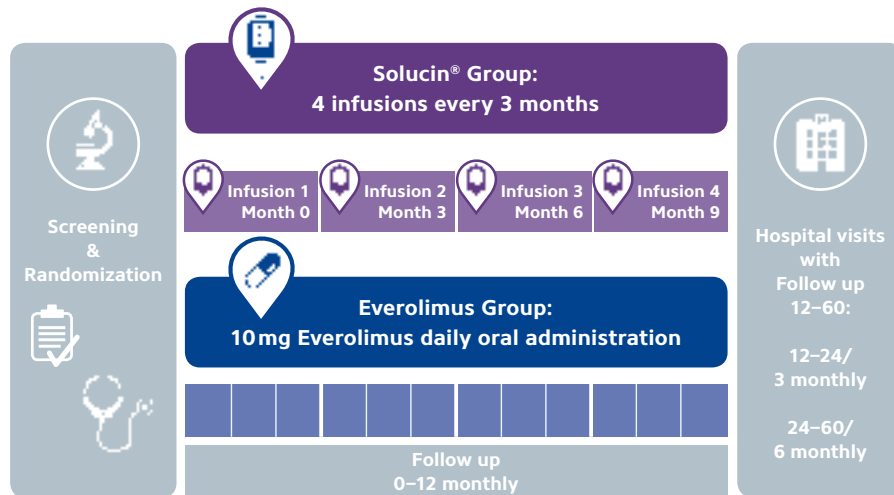 Screening
&
Randomization
Solucin® Group:
4 infusions every 3 months
Infusion 1
Month 0
Infusion 2
Month 3
Infusion 3
Month 6
Infusion 4
Month 9
Everolimus Group:
10 mg Everolimus daily oral administration
Follow up
0–12 monthly
Hospital visits
with
Follow up
12–60:
12–24/
3 monthly
24–60/
6 monthly